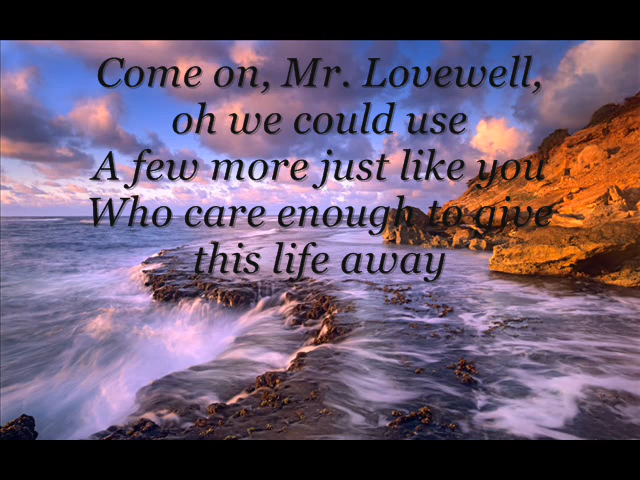 Come on, Mr. Lovewell,
oh we could use
A few more just like you
Who care enough to give
this life away